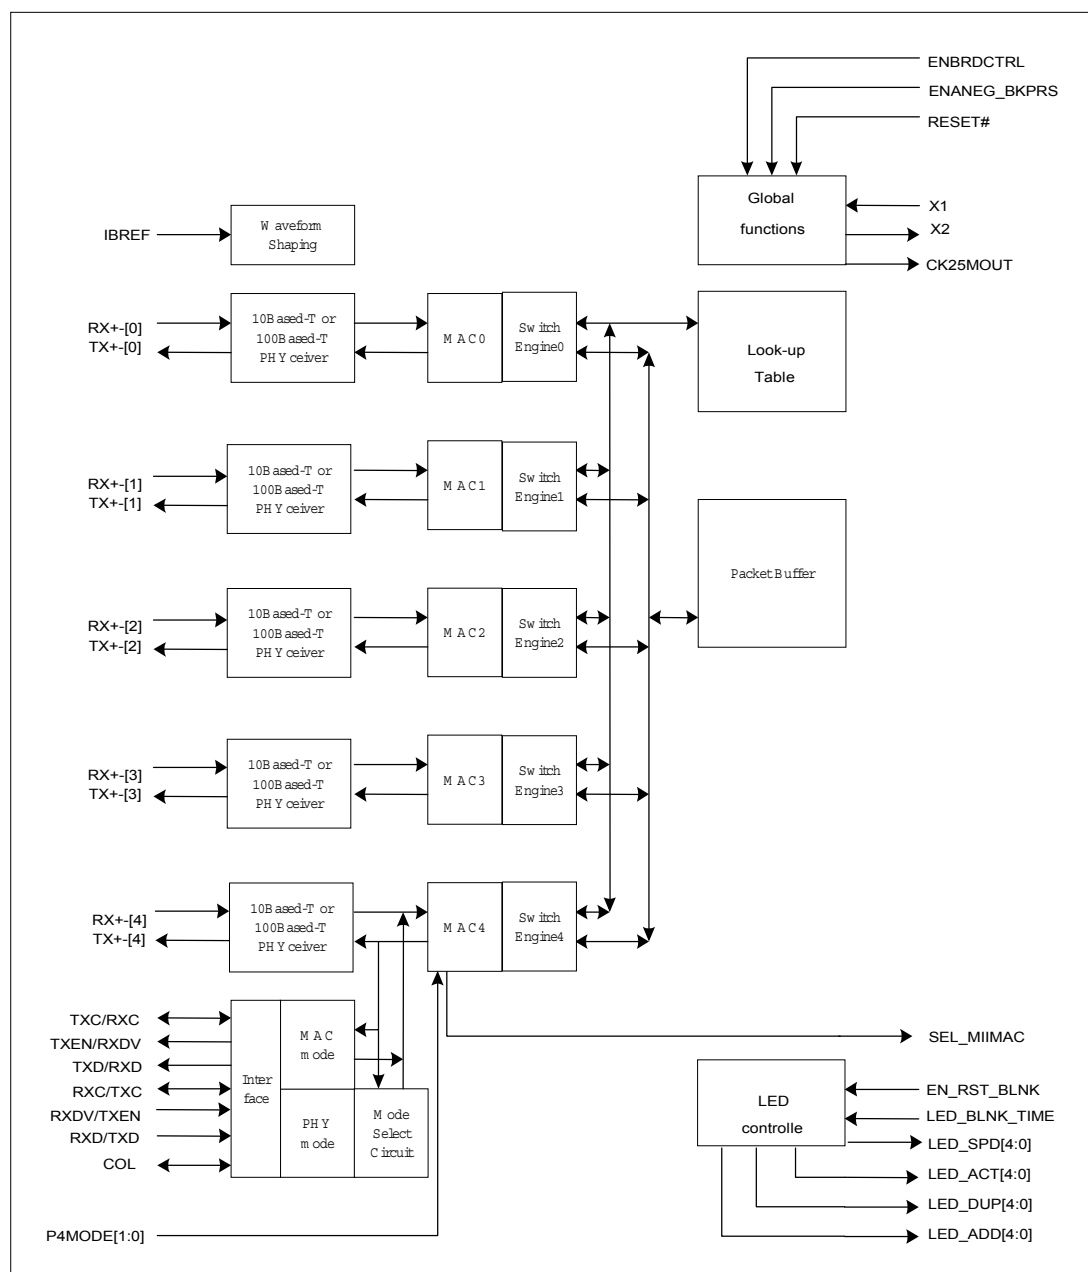 ENBRDCTRL
ENANEG_BKPRS
RESET#
Global
functions
X1
X2
CK25MOUT
IBREF
Waveform
Shaping
RX+-[0]
TX+-[0]
10Based-T or
100Based-T
PHYceiver
MAC0
Switch
Engine0
Look-up
Table
RX+-[1]
TX+-[1]
10Based-T or
100Based-T
PHYceiver
MAC1
Switch
Engine1
PacketBuffer
RX+-[2]
TX+-[2]
10Based-T or
100Based-T
PHYceiver
MAC2
Switch
Engine2
RX+-[3]
TX+-[3]
10Based-T or
100Based-T
PHYceiver
MAC3
Switch
Engine3
RX+-[4]
TX+-[4]
10Based-T or
100Based-T
PHYceiver
MAC4
Switch
Engine4
TXC/RXC
TXEN/RXDV
TXD/RXD
RXC/TXC
RXDV/TXEN
RXD/TXD
COL
Inter
face
MAC
mode
PHY
mode
Mode
Select
Circuit
SEL_MIIMAC
LED
controlle
EN_RST_BLNK
LED_BLNK_TIME
LED_SPD[4:0]
LED_ACT[4:0]
LED_DUP[4:0]
LED_ADD[4:0]
P4MODE[1:0]